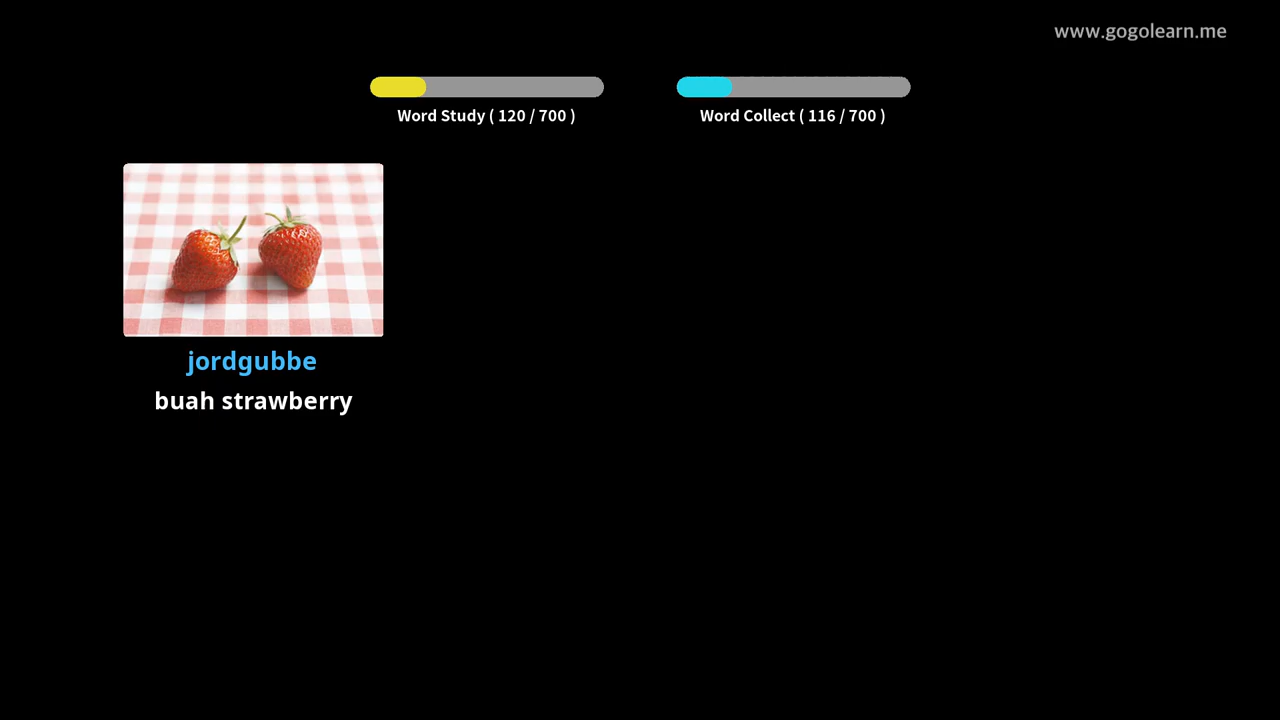 www.gogolearn.me
Word Study ( 120 / 700 )
Word Collect ( 116 / 700 )
jordgubbe
buah strawberry